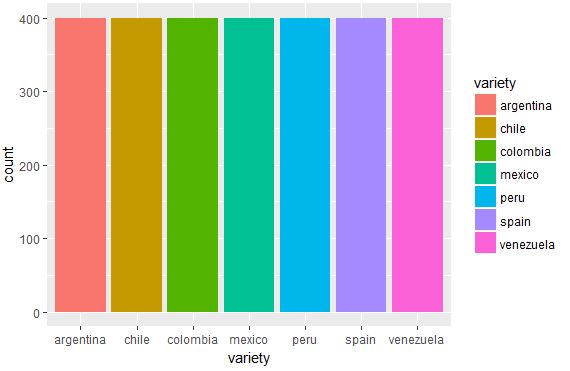 400
300
200
100
0
count
argentina chile colombia mexico peru spain venezuela
variety
variety
argentina
chile
colombia
mexico
peru
spain
venezuela